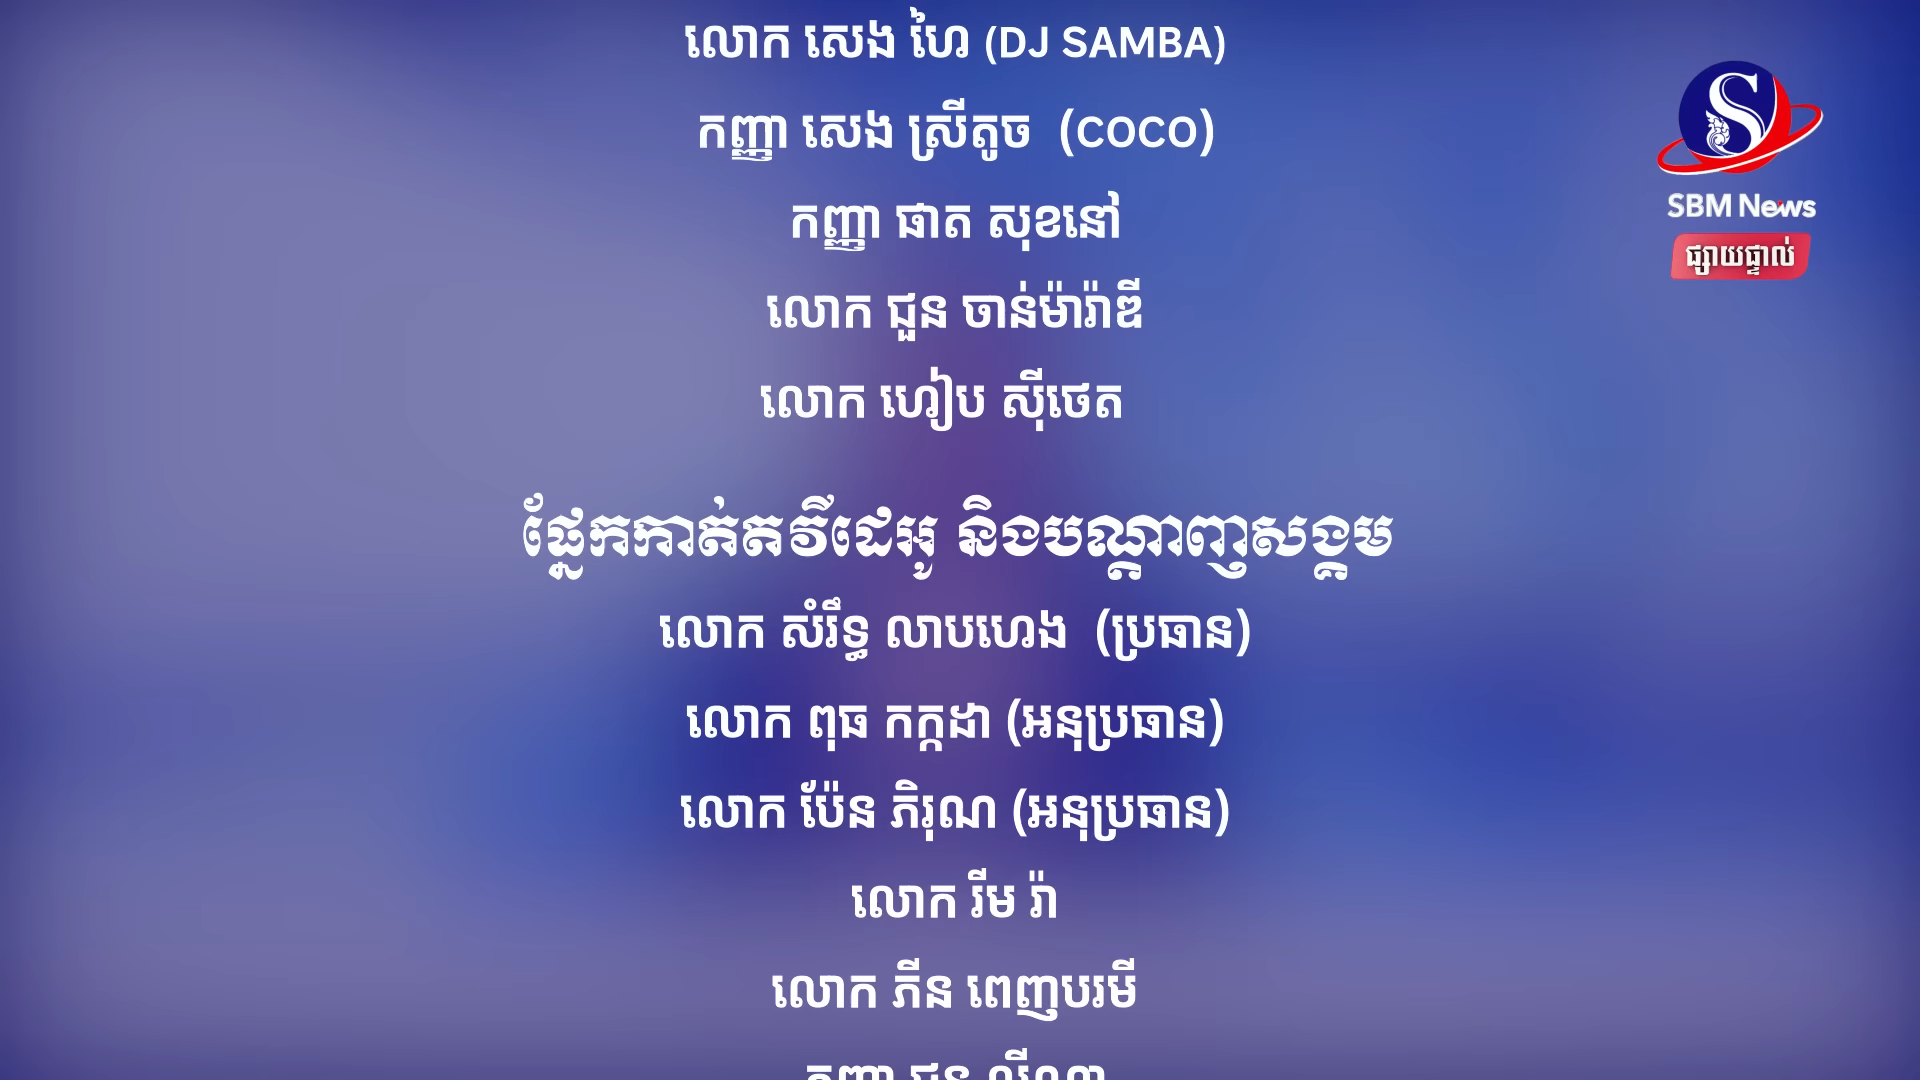 លោក សេង ហៃ (DJ SAMBA)
កញ្ញា សេង ស្រីតូច (COCO)
កញ្ញា ផាត សុខនៅ
លោក ជួន ចាន់ម៉ារ៉ាឌី
លោក ហៀប ស៊ីថេត
ផ្នែកកាត់តវីដេអូ និងបណ្តាញសង្គម
លោក សំរឹទ្ធ លាបហេង (ប្រធាន)
លោក ពុធ កក្កដា (អនុប្រធាន)
លោក ប៉ែន ភិរុណ (អនុប្រធាន)
លោក រីម រ៉ា
លោក ភីន ពេញបរមី
SBM News
ផ្សាយផ្ទាល់